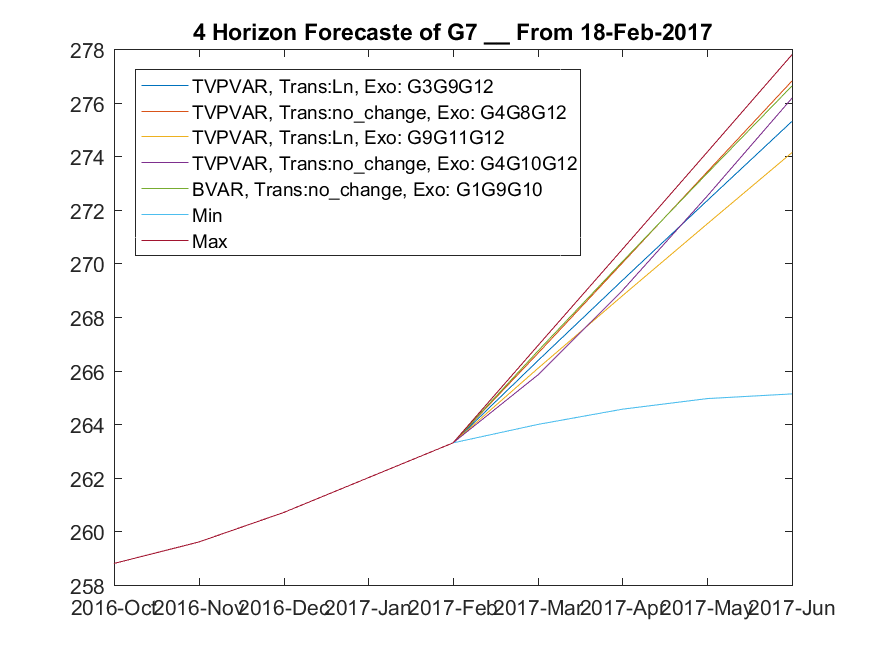 4 Horizon Forecaste of G7 __ From 18-Feb-2017
278
276
274
272
270
268
266
264
262
260
258
TVPVAR, Trans:Ln, Exo: G3G9G12
TVPVAR, Trans:no_change, Exo: G4G8G12
TVPVAR, Trans:Ln, Exo: G9G11G12
TVPVAR, Trans:no_change, Exo: G4G10G12
BVAR, Trans:no_change, Exo: G1G9G10
Min
Max
2016-Oct 2016-Nov 2016-Dec 2017-Jan 2017-Feb 2017-Mar 2017-Apr 2017-May 2017-Jun